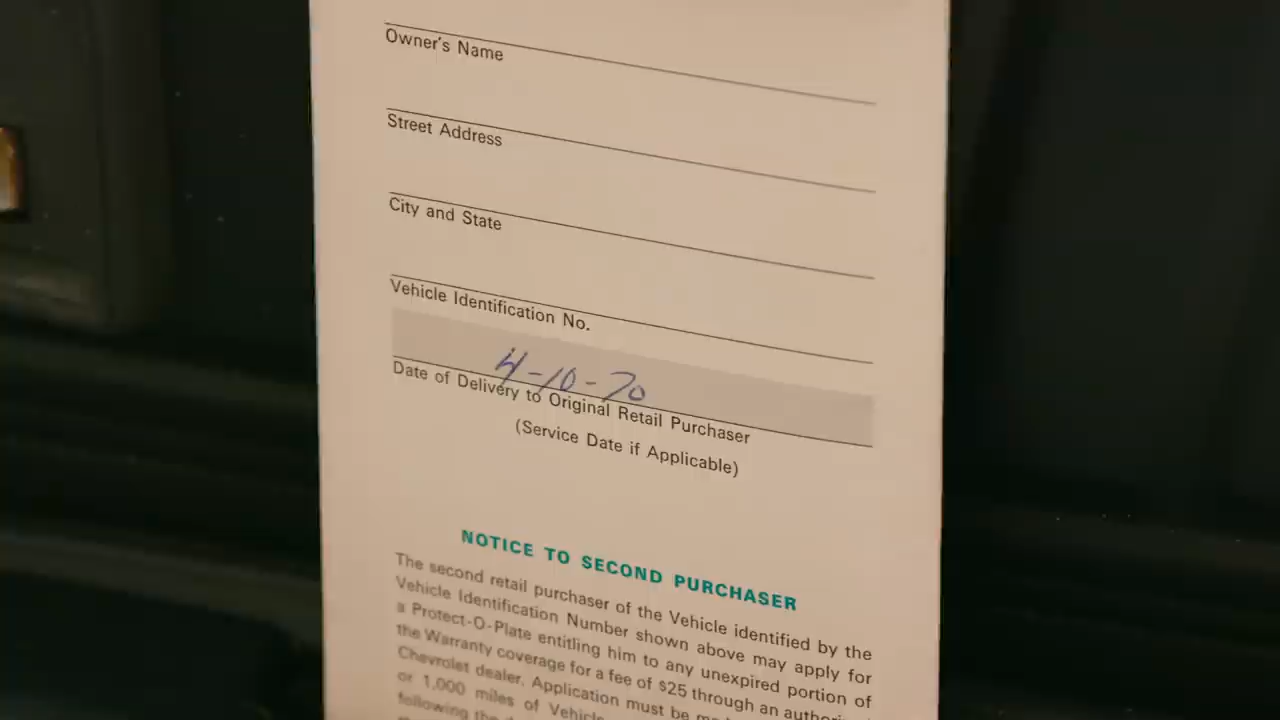 Owner's Name
Street Address
City and State
Vehicle Identification No.
4-10-70
Date of Delivery to Original Retail Purchaser
(Service Date if Applicable)
NOTICE TO SECOND PURCHASER
The second retail purchaser of the Vehicle identified by the
Vehicle Identification Number shown above may apply for
a Protect-O-Plate entitling him to any unexpired portion of
the Warranty coverage for a fee of $25 through an
Chevrolet dealer. Application must be
or 1,000 miles of
following the